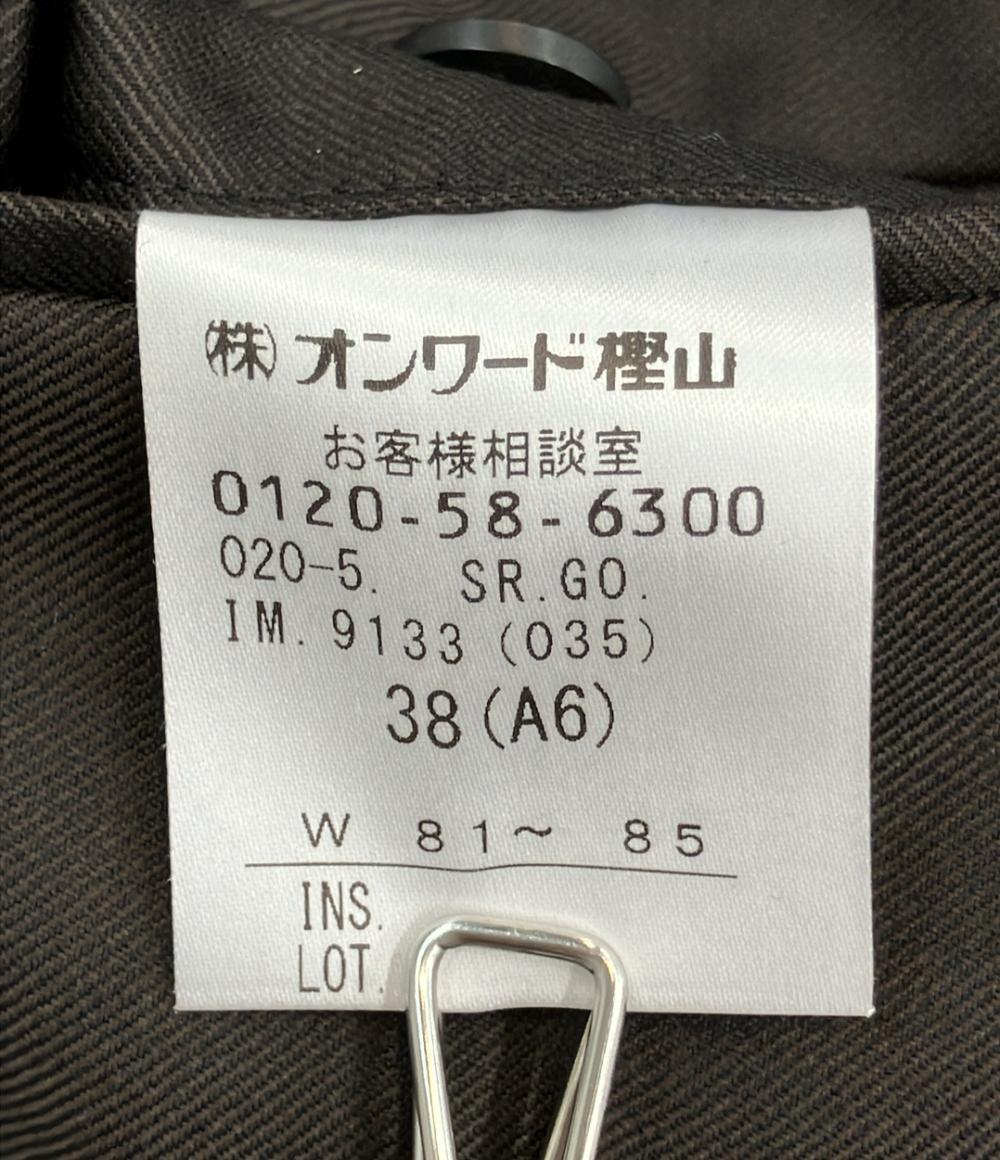 ㈱オンワード樫山
お客様相談室
0120-58-6300
020-5. SR.GO.
IM. 9133 (035)
38(A6)
W 81～ 85
INS.
LOT.